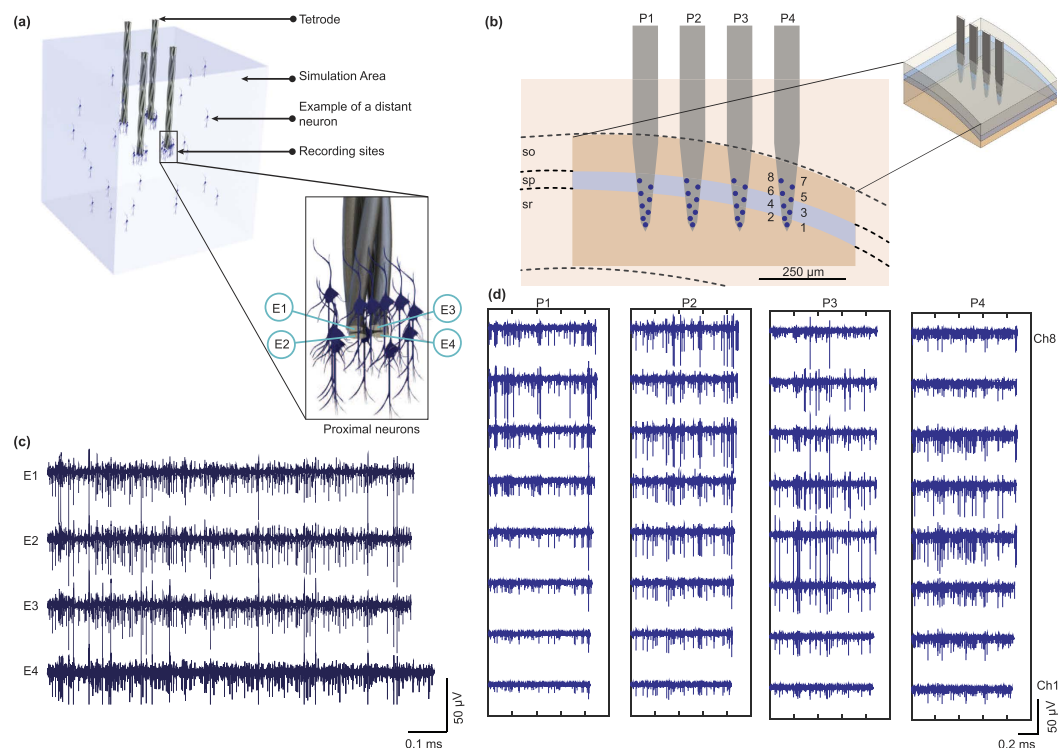 (a)
Tetrode
Simulation Area
Example of a distant
neuron
Recording sites
E1
E3
E2
E4
Proximal neurons
(b)
P1 P2 P3 P4
so
sp
sr
8 7
6 5
4 3
2 1
250 µm
(c)
E1
E2
E3
E4
50 µV
0.1 ms
(d)
P1 P2 P3 P4
Ch8
Ch1
50 µV
0.2 ms